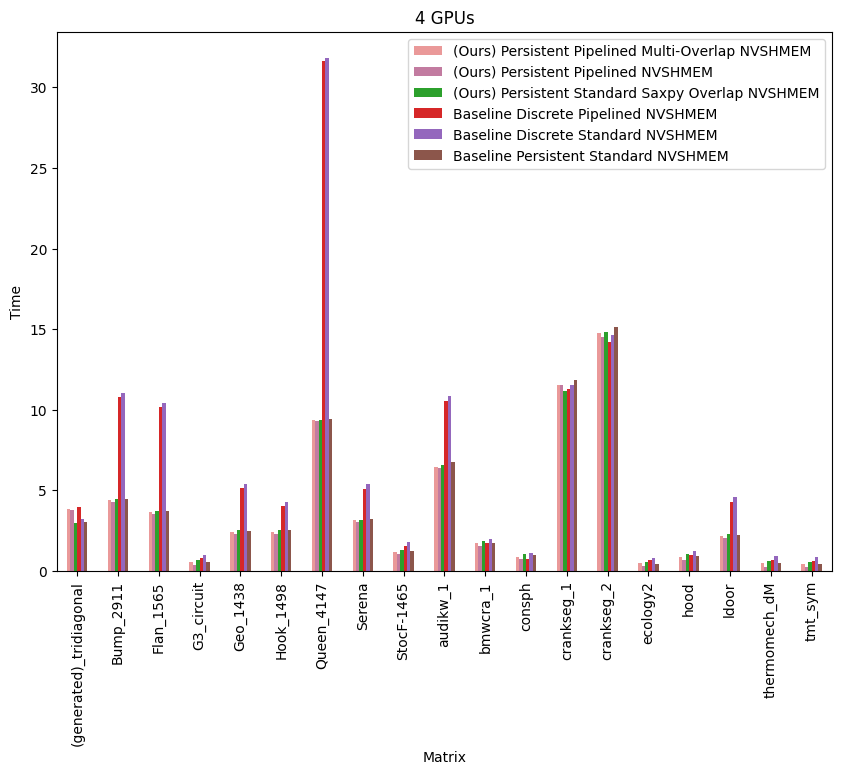 4 GPUs
(Ours) Persistent Pipelined Multi-Overlap NVSHMEM
(Ours) Persistent Pipelined NVSHMEM
(Ours) Persistent Standard Saxpy Overlap NVSHMEM
Baseline Discrete Pipelined NVSHMEM
Baseline Discrete Standard NVSHMEM
Baseline Persistent Standard NVSHMEM
Time
30
25
20
15
10
5
0
(generated)_tridiagonal
Bump_2911
Flan_1565
G3_circuit
Geo_1438
Hook_1498
Queen_4147
Serena
StocF-1465
audikw_1
bmwcra_1
consph
crankseg_1
crankseg_2
ecology2
hood
ldoor
thermomech_dM
tmt_sym
Matrix